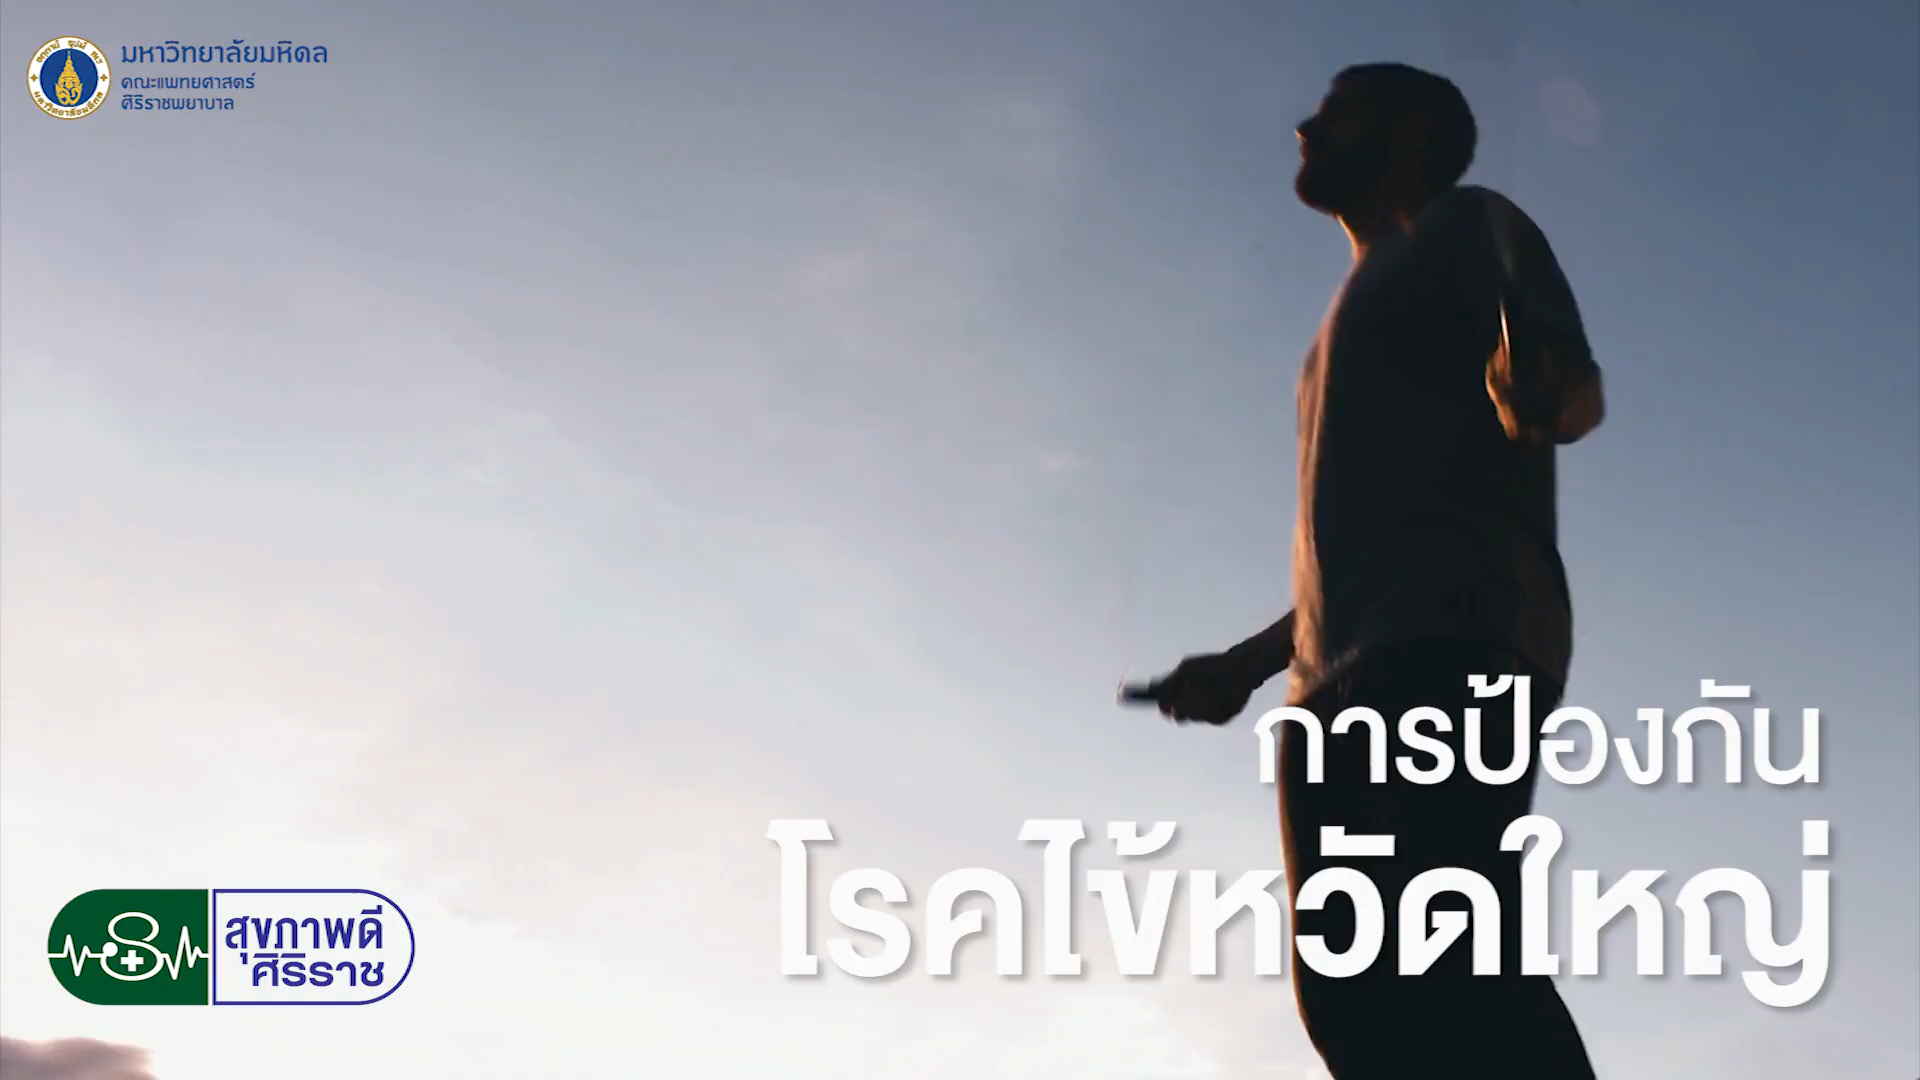 มหาวิทยาลัยมหิดล
คณะแพทยศาสตร์
ศิริราชพยาบาล
การป้องกัน
โรคไข้หวัดใหญ่
สุขภาพดี
ศิริราช